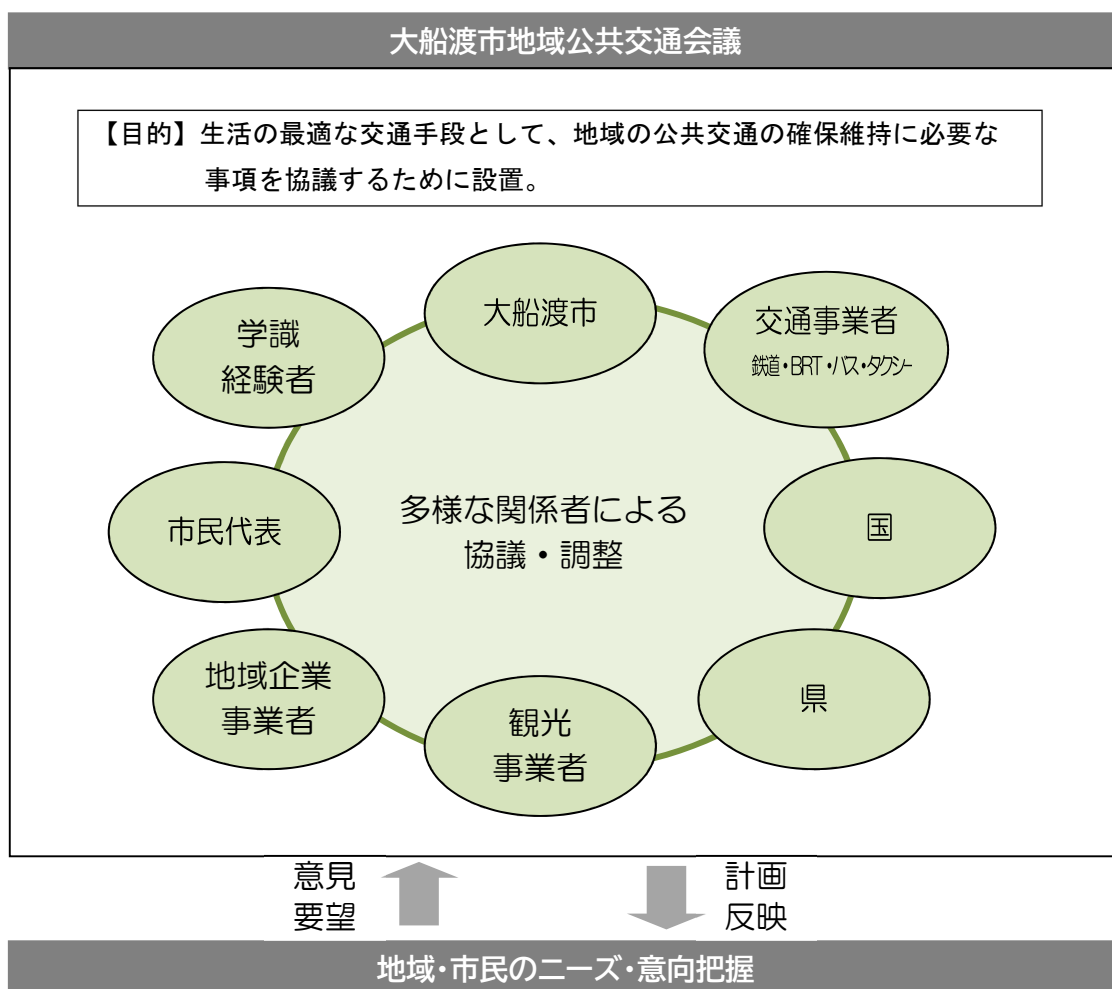 大船渡市地域公共交通会議
【目的】生活の最適な交通手段として、地域の公共交通の確保維持に必要な
事項を協議するために設置。
大船渡市
交通事業者
鉄道・BRT・バス・タクシー
学識
経験者
市民代表
多様な関係者による
協議・調整
国
地域企業
事業者
観光
事業者
県
意見
要望
計画
反映
地域・市民のニーズ・意向把握